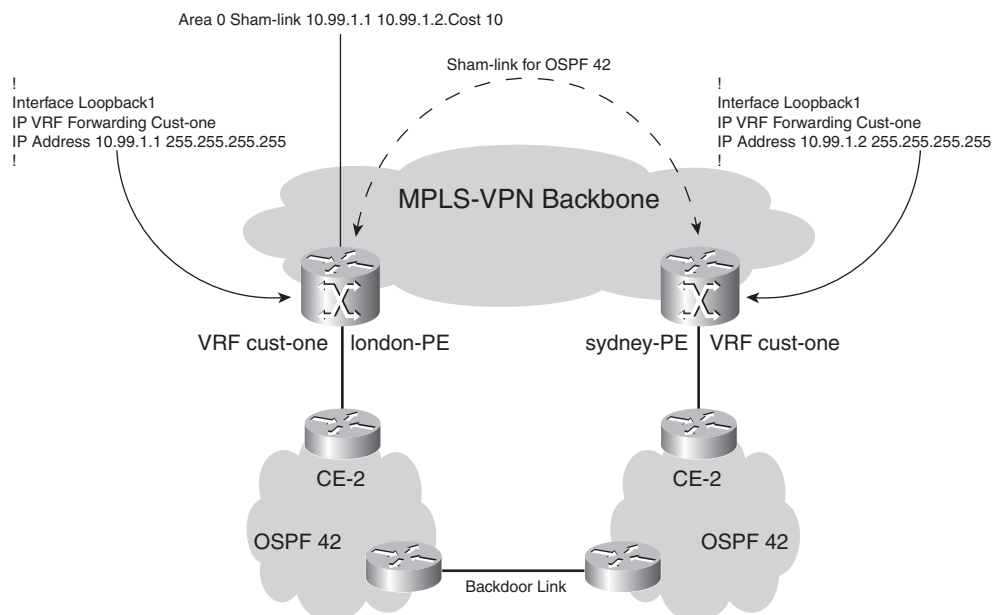 Area 0 Sham-link 10.99.1.1 10.99.1.2.Cost 10
Sham-link for OSPF 42
!
Interface Loopback1
IP VRF Forwarding Cust-one
IP Address 10.99.1.1 255.255.255.255
!
!
Interface Loopback1
IP VRF Forwarding Cust-one
IP Address 10.99.1.2 255.255.255.255
!
MPLS-VPN Backbone
VRF cust-one
london-PE
sydney-PE
VRF cust-one
CE-2
CE-2
OSPF 42
OSPF 42
Backdoor Link